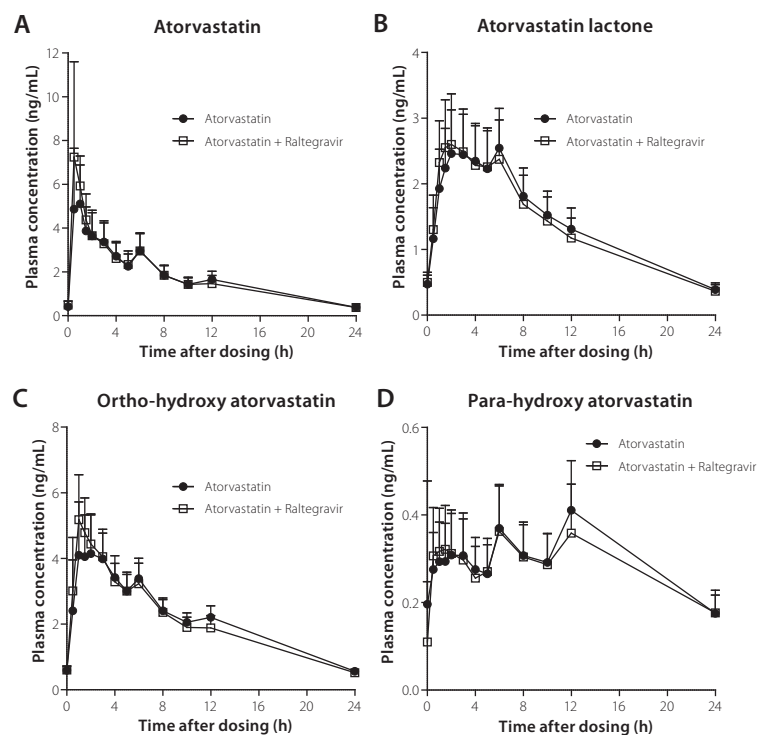 A
Atorvastatin
Plasma concentration (ng/mL)
12
10
8
6
4
2
0
Atorvastatin
Atorvastatin + Raltegravir
0 4 8 12 16 20 24
Time after dosing (h)
B
Atorvastatin lactone
Plasma concentration (ng/mL)
4
3
2
1
0
Atorvastatin
Atorvastatin + Raltegravir
0 4 8 12 16 20 24
Time after dosing (h)
C
Ortho-hydroxy atorvastatin
Plasma concentration (ng/mL)
8
6
4
2
0
Atorvastatin
Atorvastatin + Raltegravir
0 4 8 12 16 20 24
Time after dosing (h)
D
Para-hydroxy atorvastatin
Plasma concentration (ng/mL)
0.6
0.4
0.2
0.0
Atorvastatin
Atorvastatin + Raltegravir
0 4 8 12 16 20 24
Time after dosing (h)